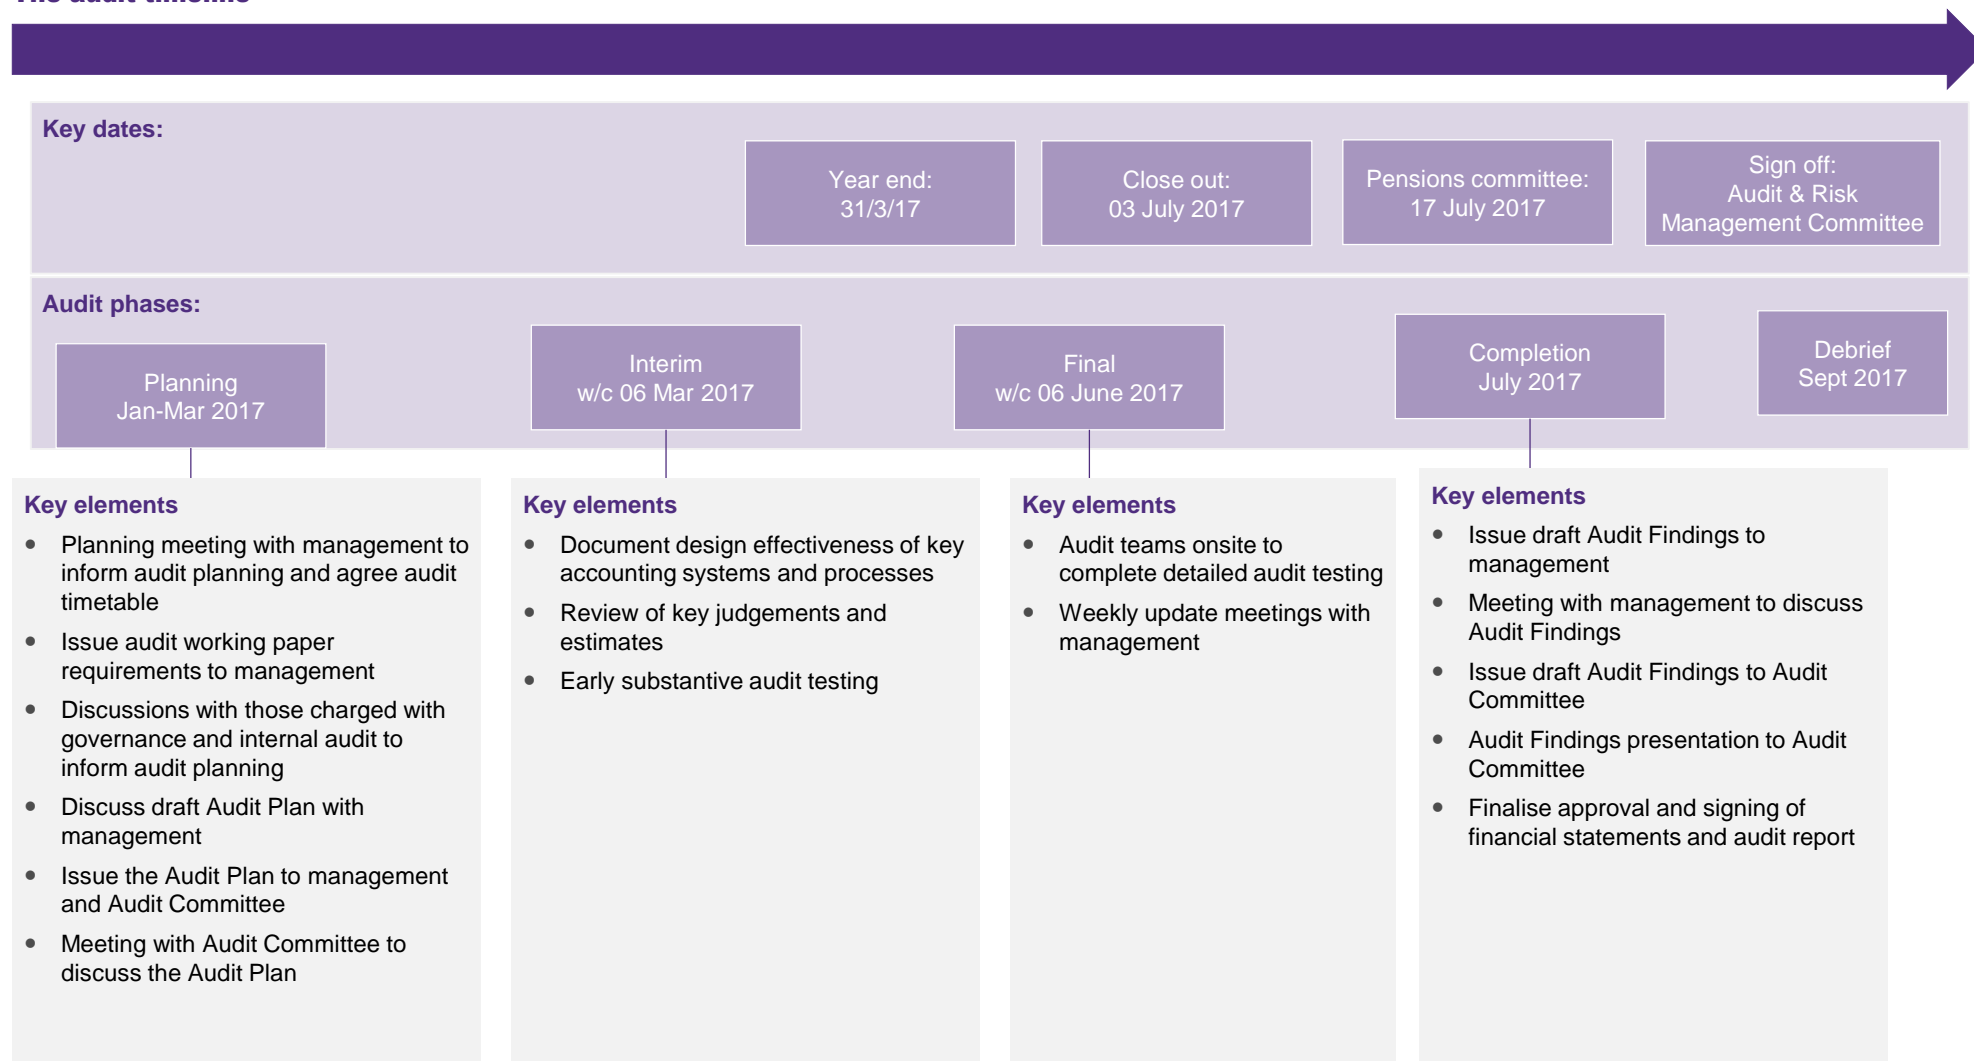 The audit timeline
Key dates:
Year end:
31/3/17
Close out:
03 July 2017
Pensions committee:
17 July 2017
Sign off:
Audit & Risk
Management Committee
Audit phases:
Planning
Jan-Mar 2017
Interim
w/c 06 Mar 2017
Final
w/c 06 June 2017
Completion
July 2017
Debrief
Sept 2017
Key elements
• Planning meeting with management to
inform audit planning and agree audit
timetable
• Issue audit working paper
requirements to management
• Discussions with those charged with
governance and internal audit to
inform audit planning
• Discuss draft Audit Plan with
management
• Issue the Audit Plan to management
and Audit Committee
• Meeting with Audit Committee to
discuss the Audit Plan
Key elements
• Document design effectiveness of key
accounting systems and processes
• Review of key judgements and
estimates
• Early substantive audit testing
Key elements
• Audit teams onsite to
complete detailed audit testing
• Weekly update meetings with
management
Key elements
• Issue draft Audit Findings to
management
• Meeting with management to discuss
Audit Findings
• Issue draft Audit Findings to Audit
Committee
• Audit Findings presentation to Audit
Committee
• Finalise approval and signing of
financial statements and audit report